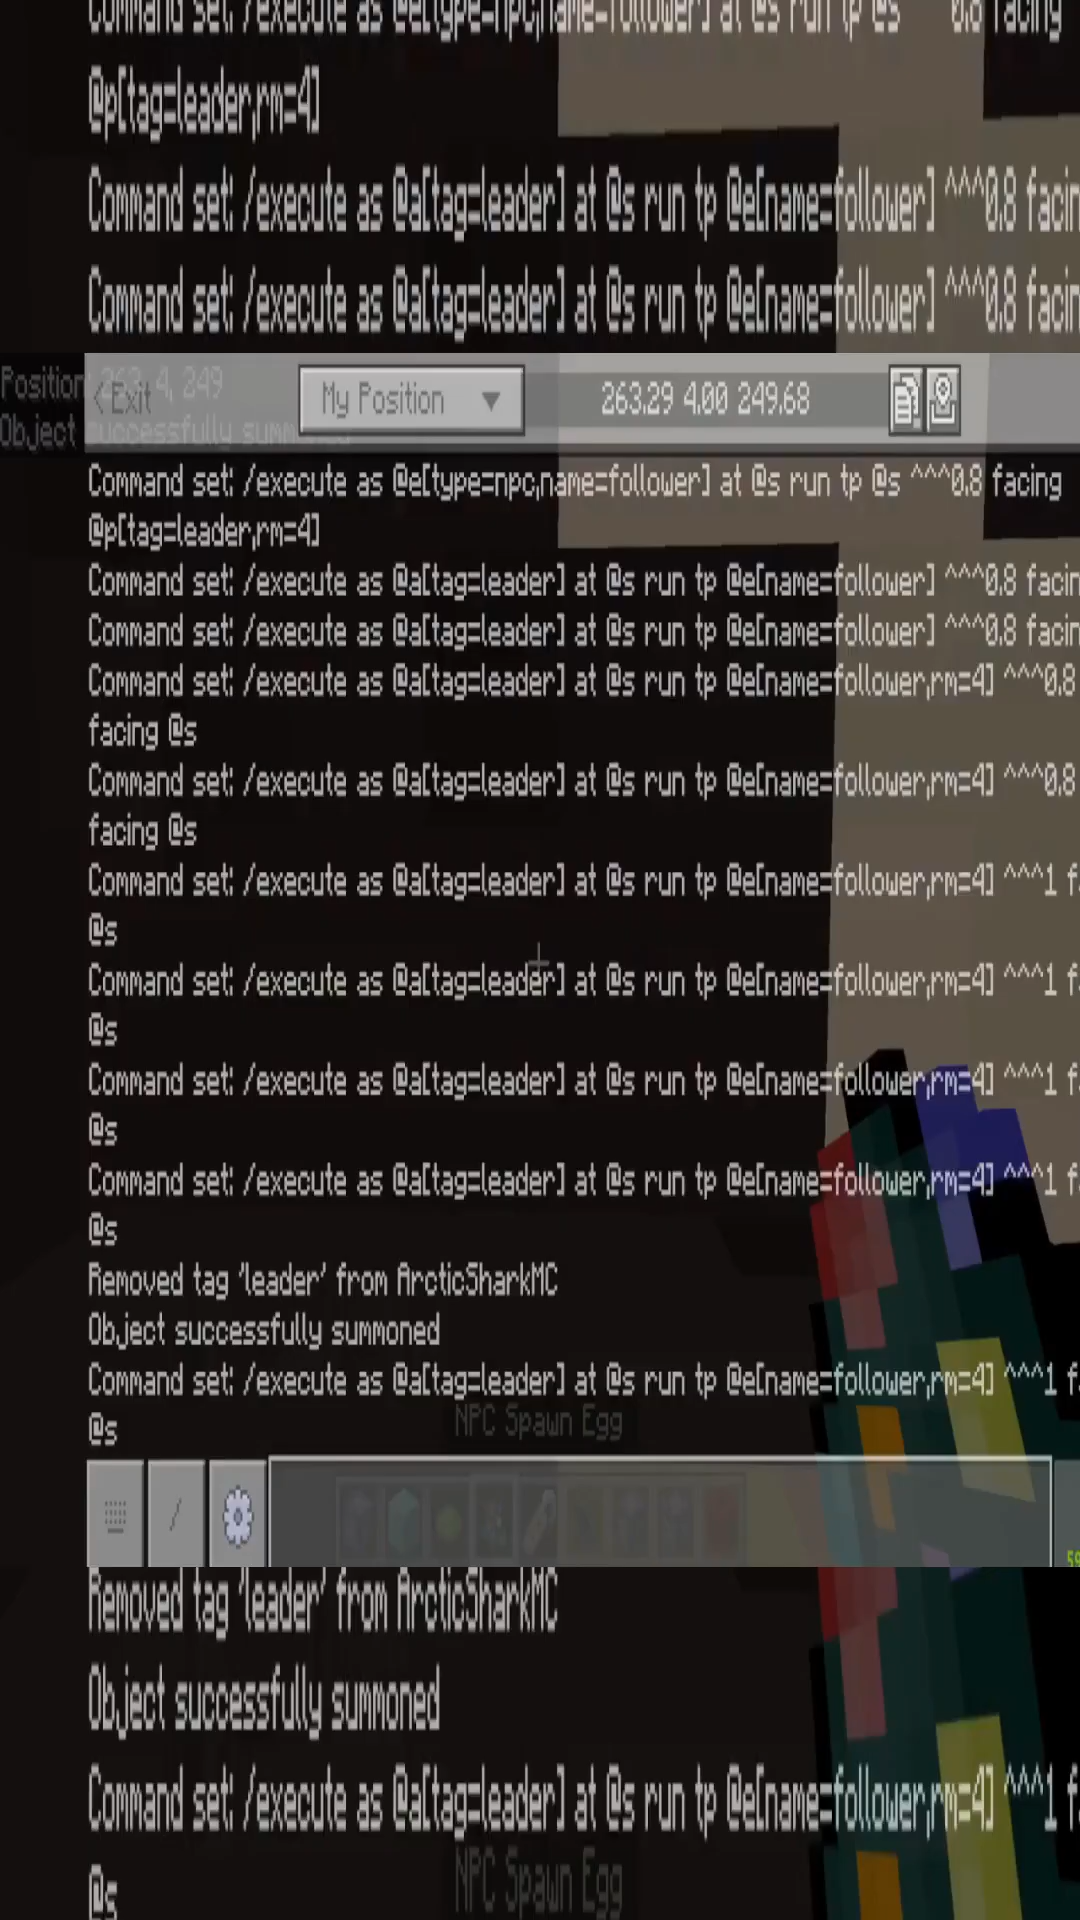 Command set: /execute as @e[type=npc,name=follower] at @s run tp @s ^^^0.8 facing
@p[tag=leader,rm=4]
Command set: /execute as @a[tag=leader] at @s run tp @e[name=follower] ^^^0.8 facin
Command set: /execute as @a[tag=leader] at @s run tp @e[name=follower] ^^^0.8 facin
Position: 263, 4, 249
Exit
My Position
263.29 4.00 249.68
Object successfully summoned
Command set: /execute as @e[type=npc,name=follower] at @s run tp @s ^^^0.8 facing
@p[tag=leader,rm=4]
Command set: /execute as @a[tag=leader] at @s run tp @e[name=follower] ^^^0.8 facin
Command set: /execute as @a[tag=leader] at @s run tp @e[name=follower] ^^^0.8 facin
Command set: /execute as @a[tag=leader] at @s run tp @e[name=follower,rm=4] ^^^0.8
facing @s
Command set: /execute as @a[tag=leader] at @s run tp @e[name=follower,rm=4] ^^^0.8
facing @s
Command set: /execute as @a[tag=leader] at @s run tp @e[name=follower,rm=4] ^^^1 f
@s
Command set: /execute as @a[tag=leader] at @s run tp @e[name=follower,rm=4] ^^^1 f
@s
Command set: /execute as @a[tag=leader] at @s run tp @e[name=follower,rm=4] ^^^1 f
@s
Command set: /execute as @a[tag=leader] at @s run tp @e[name=follower,rm=4] ^^^1 f
@s
Removed tag 'leader' from ArcticSharkMC
Object successfully summoned
Command set: /execute as @a[tag=leader] at @s run tp @e[name=follower,rm=4] ^^^1 f
@s
NPC Spawn Egg
/
59
Removed tag 'leader' from ArcticSharkMC
Object successfully summoned
Command set: /execute as @a[tag=leader] at @s run tp @e[name=follower,rm=4] ^^^1 f
@s
NPC Spawn Egg